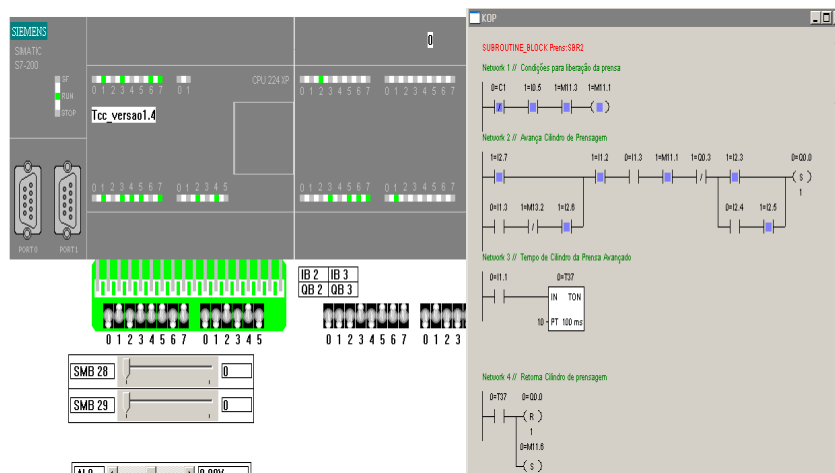 SIEMENS
SIMATIC
S7-200
SF
RUN
STOP
0 1 2 3 4 5 6 7
0 1
CPU 224 XP
0
0 1 2 3 4 5 6 7
0 1 2 3 4 5 6 7
Tcc_versao1.4
0 1 2 3 4 5 6 7
0 1 2 3 4 5
0 1 2 3 4 5 6 7
0 1 2 3 4 5 6 7
PORT0
PORT1
IB 2 IB 3
QB 2 QB 3
0 1 2 3 4 5 6 7
0 1 2 3 4 5
0 1 2 3 4 5 6 7
0 1 2 3
SMB 28
0
SMB 29
0
KOP
SUBROUTINE_BLOCK Prens:SBR2
Network 1 // Condições para liberação da prensa
0=C1 1=I0.5 1=M11.3 1=M11.1
Network 2 // Avança Cilindro de Prensagem
1=I2.7 1=I1.2 0=I1.3 1=M11.1 1=Q0.3 1=I2.3 0=Q0.0
S
1
0=I1.3 1=M13.2 1=I2.6 0=I2.4 1=I2.5
Network 3 // Tempo de Cilindro da Prensa Avançado
0=I1.1 0=T37
IN TON
10 PT 100 ms
Network 4 // Retorna Cilindro de prensagem
0=T37 0=Q0.0
R
1
0=M11.6
S